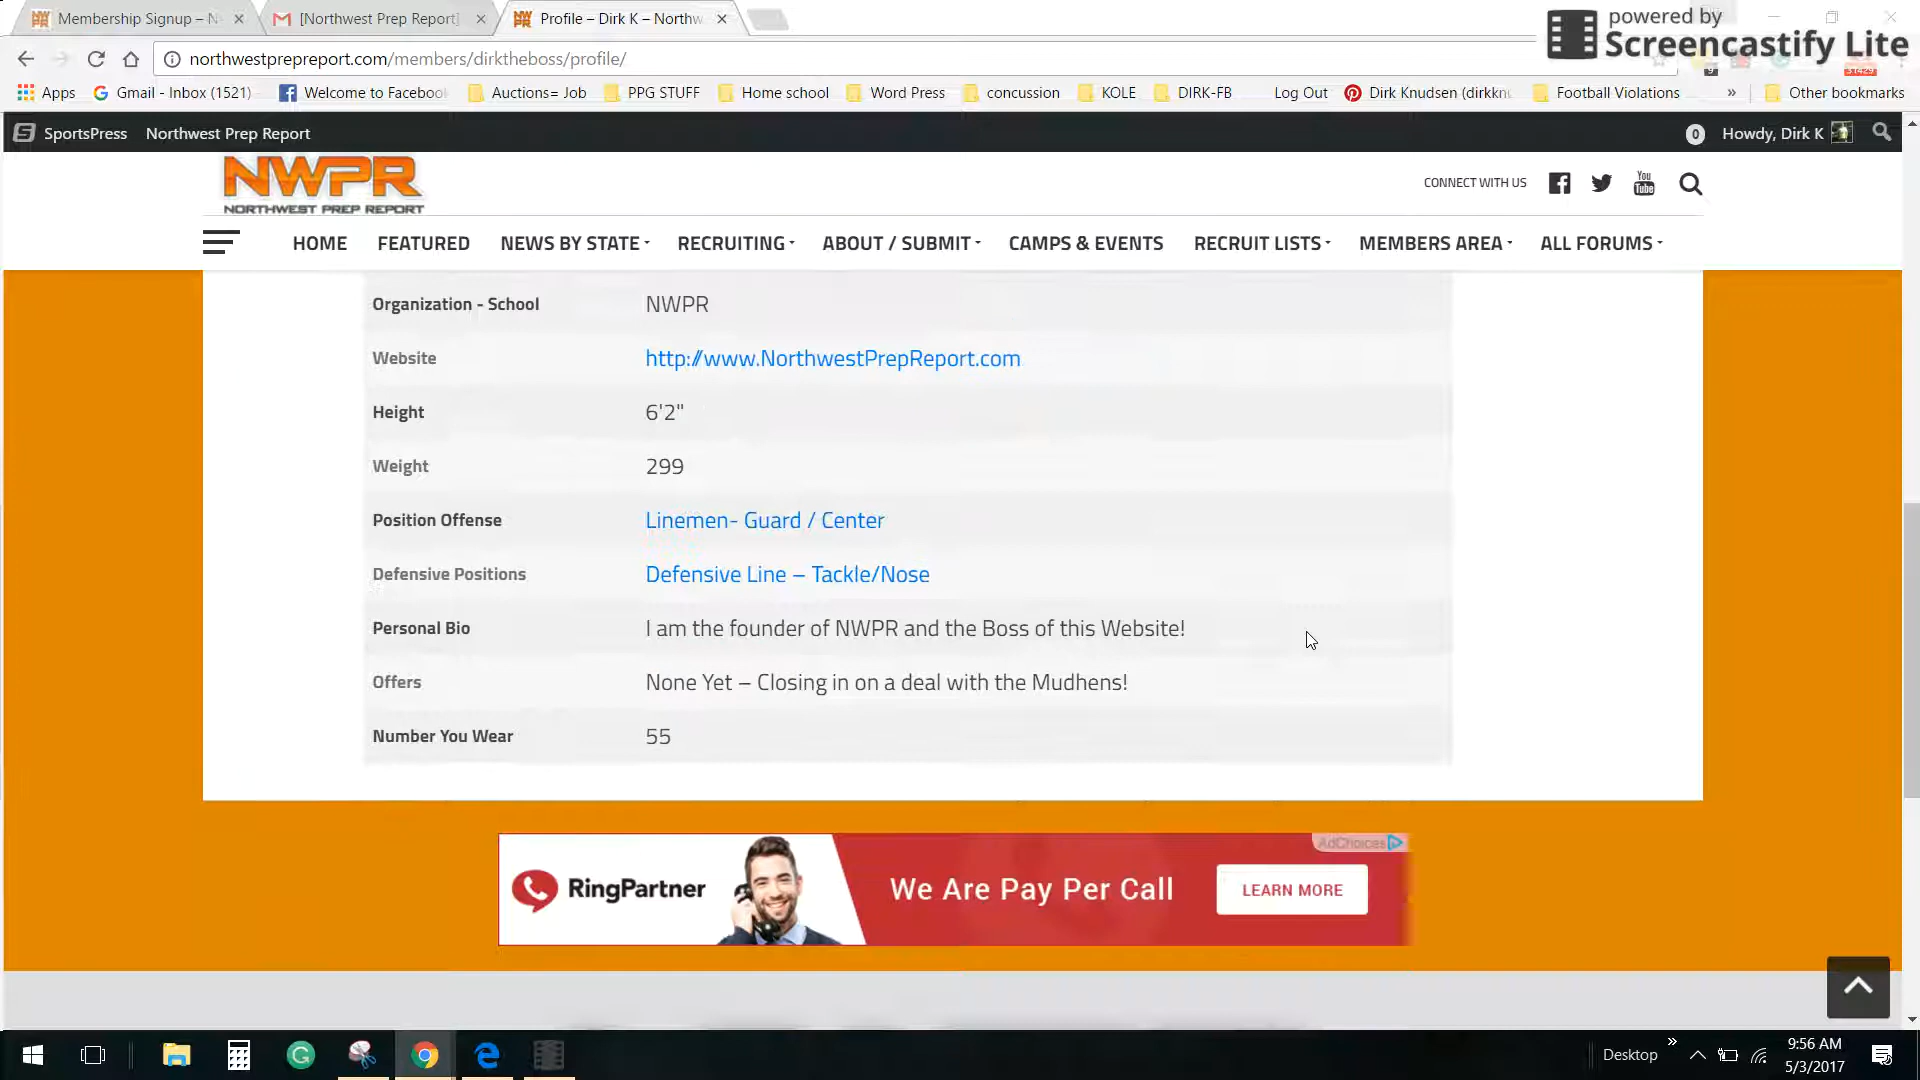 Membership Signup – N
[Northwest Prep Report]
Profile – Dirk K – Northw
powered by
Screencastify Lite
northwestprepreport.com/members/dirktheboss/profile/
Apps
Gmail - Inbox (1521)
Welcome to Faceboo
Auctions= Job
PPG STUFF
Home school
Word Press
concussion
KOLE
DIRK-FB
Log Out
Dirk Knudsen (dirkkn
Football Violations
»
Other bookmarks
SportsPress
Northwest Prep Report
0
Howdy, Dirk K
NWPR
NORTHWEST PREP REPORT
CONNECT WITH US
You
Tube
HOME
FEATURED
NEWS BY STATE
RECRUITING
ABOUT / SUBMIT
CAMPS & EVENTS
RECRUIT LISTS
MEMBERS AREA
ALL FORUMS
Organization - School NWPR
Website http://www.NorthwestPrepReport.com
Height 6'2"
Weight 299
Position Offense Linemen- Guard / Center
Defensive Positions Defensive Line – Tackle/Nose
Personal Bio I am the founder of NWPR and the Boss of this Website!
Offers None Yet – Closing in on a deal with the Mudhens!
Number You Wear 55
AdChoices
RingPartner
We Are Pay Per Call
LEARN MORE
Desktop
»
9:56 AM
5/3/2017